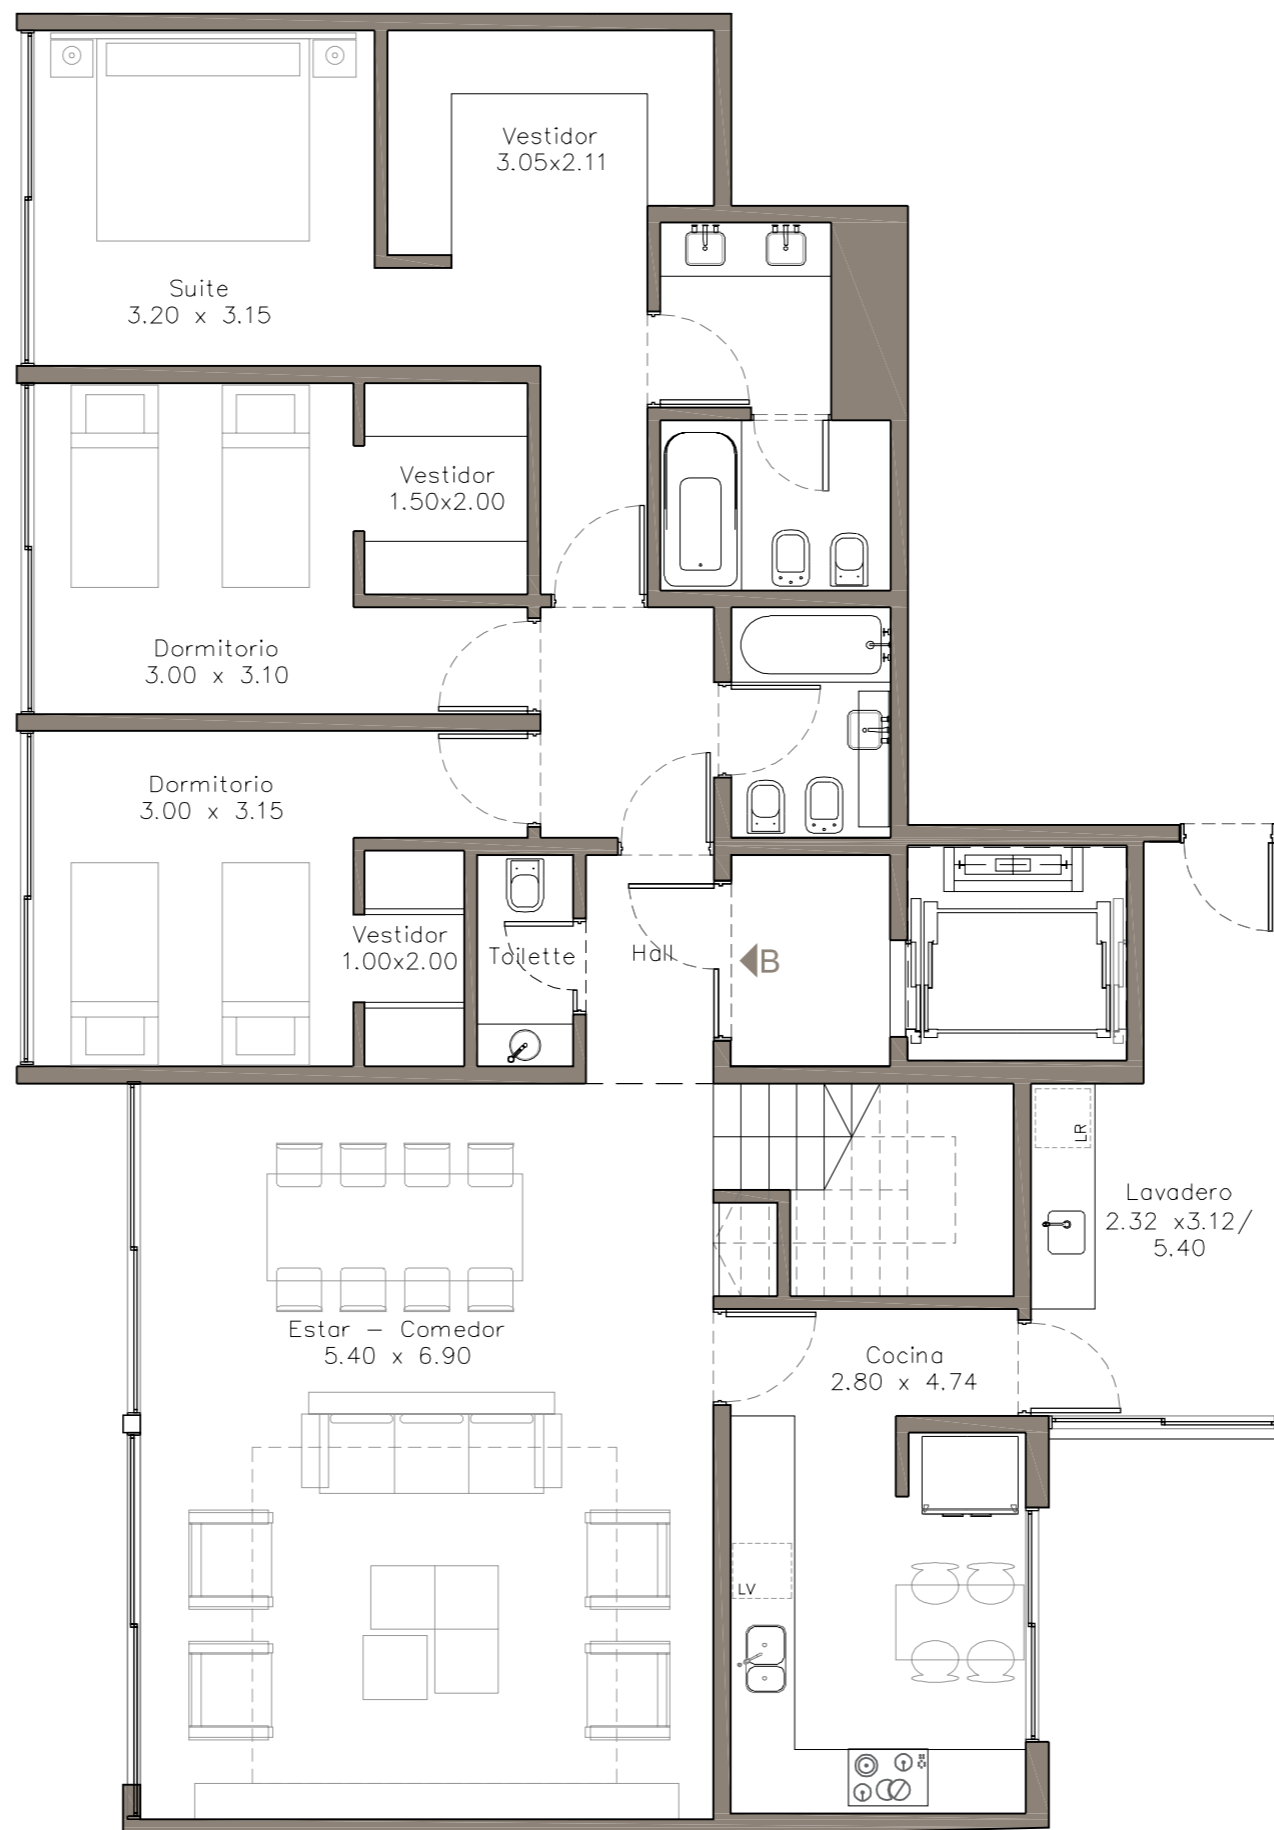 Vestidor
3.05x2.11
Suite
3.20 x 3.15
Vestidor
1.50x2.00
Dormitorio
3.00 x 3.10
Dormitorio
3.00 x 3.15
Vestidor
1.00x2.00
Toilette
Hall
B
LR
Lavadero
2.32 x3.12/
5.40
Estar – Comedor
5.40 x 6.90
Cocina
2.80 x 4.74
LV